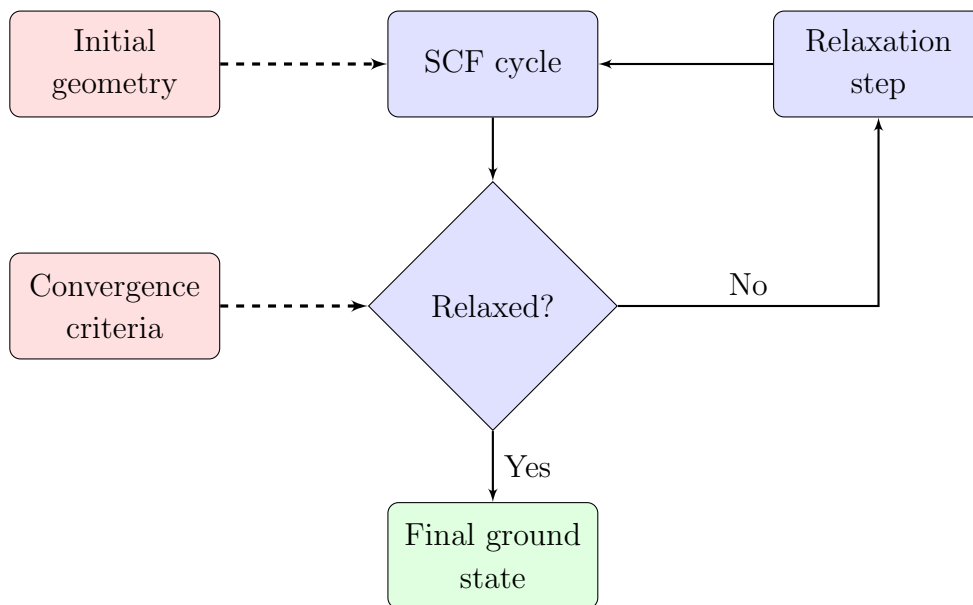 Initial
geometry
SCF cycle
Relaxation
step
Convergence
criteria
Relaxed?
No
Yes
Final ground
state